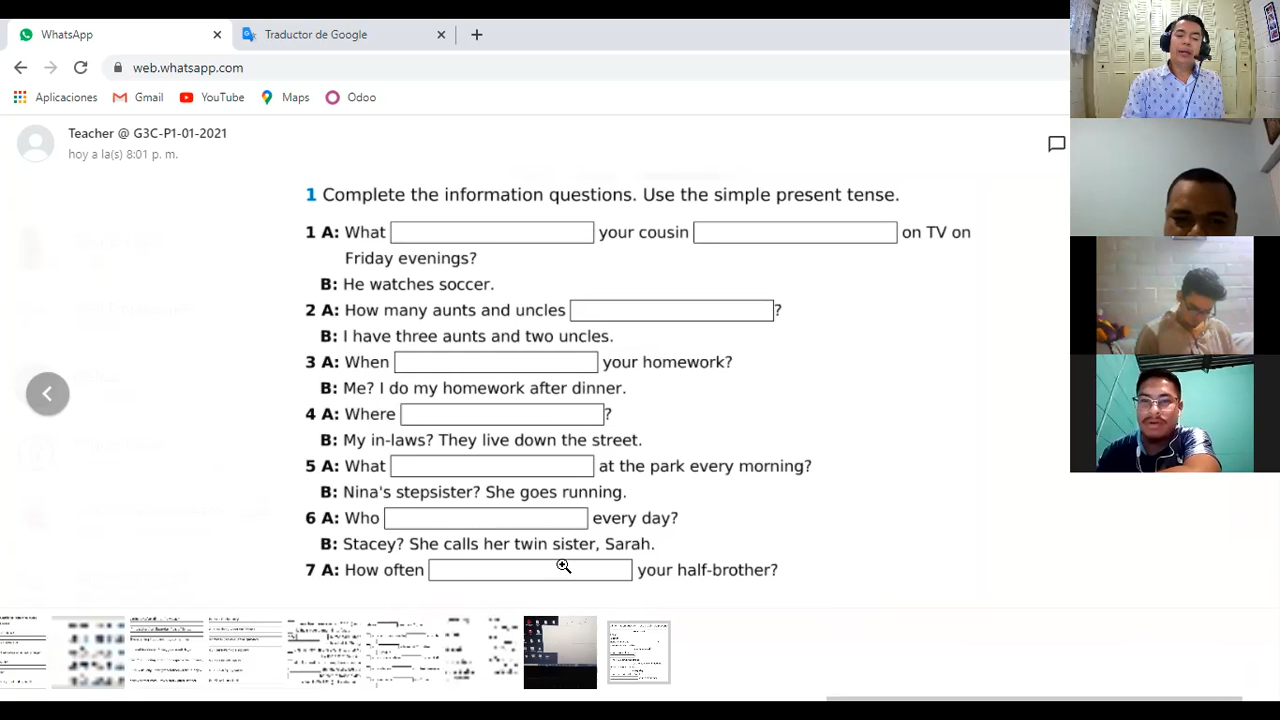 WhatsApp
Traductor de Google
web.whatsapp.com
Aplicaciones
Gmail
YouTube
Maps
Odoo
Teacher @ G3C-P1-01-2021
hoy a la(s) 8:01 p. m.
1 Complete the information questions. Use the simple present tense.
1 A: What your cousin on TV on
Friday evenings?
B: He watches soccer.
2 A: How many aunts and uncles ?
B: I have three aunts and two uncles.
3 A: When your homework?
B: Me? I do my homework after dinner.
4 A: Where ?
B: My in-laws? They live down the street.
5 A: What at the park every morning?
B: Nina's stepsister? She goes running.
6 A: Who every day?
B: Stacey? She calls her twin sister, Sarah.
7 A: How often your half-brother?